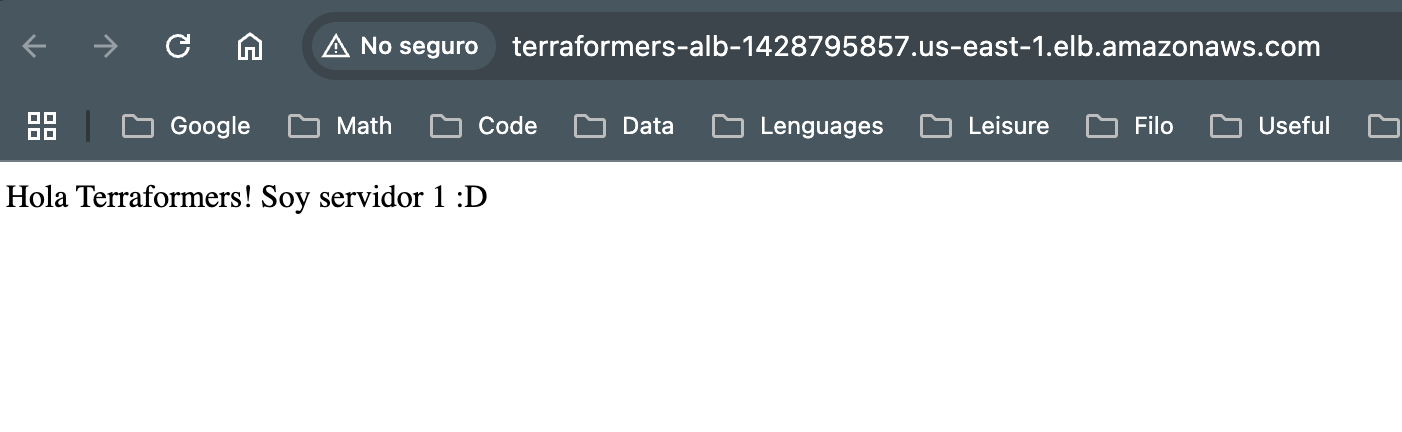 No seguro terraformers-alb-1428795857.us-east-1.elb.amazonaws.com
Google Math Code Data Lenguages Leisure Filo Useful
Hola Terraformers! Soy servidor 1 :D